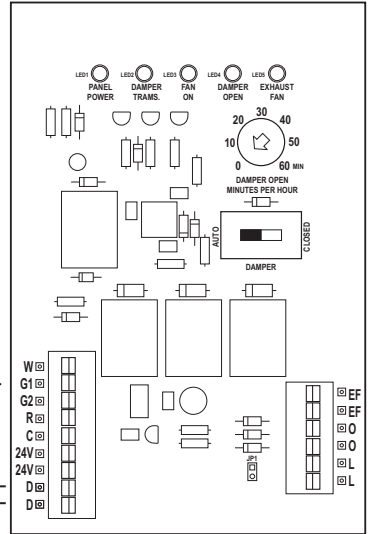 LED1 LED2 LED3 LED4 LED5
PANEL POWER
DAMPER TRAMS.
FAN ON
DAMPER OPEN
EXHAUST FAN
0 10 20 30 40 50 60 MIN
DAMPER OPEN
MINUTES PER HOUR
AUTO
CLOSED
DAMPER
W
G1
G2
R
C
24V
24V
D
D
JP1
EF
EF
O
O
L
L